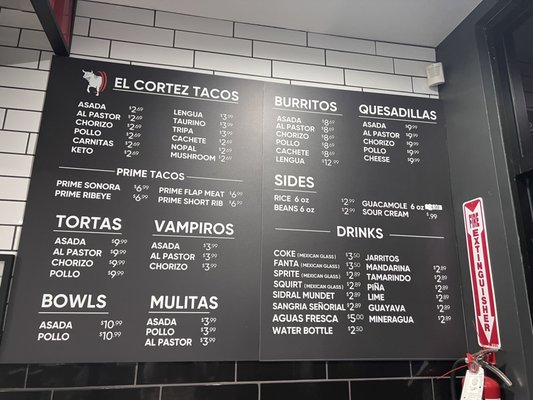 EL CORTEZ TACOS
ASADA $2.69
AL PASTOR $2.69
CHORIZO $2.69
POLLO $2.69
CARNITAS $2.69
KETO $2.69
LENGUA $3.99
TAURINO $3.99
TRIPA $3.99
CACHETE $2.69
NOPAL $2.69
MUSHROOM $2.69
PRIME TACOS
PRIME SONORA $6.99
PRIME RIBEYE $6.99
PRIME FLAP MEAT $6.99
PRIME SHORT RIB $6.99
TORTAS
ASADA $9.99
AL PASTOR $9.99
CHORIZO $9.99
POLLO $9.99
VAMPIROS
ASADA $3.99
AL PASTOR $3.99
CHORIZO $3.99
BOWLS
ASADA $10.99
POLLO $10.99
MULITAS
ASADA $3.99
POLLO $3.99
AL PASTOR $3.99
BURRITOS
ASADA $8.99
AL PASTOR $8.99
CHORIZO $8.99
POLLO $8.99
CACHETE $8.99
LENGUA $12.99
QUESADILLAS
ASADA $9.99
AL PASTOR $9.99
CHORIZO $9.99
POLLO $9.99
CHEESE $9.99
SIDES
RICE 6 oz $2.99
BEANS 6 oz $2.99
GUACAMOLE 6 oz
SOUR CREAM $.99
DRINKS
COKE (MEXICAN GLASS) $3.50
FANTA (MEXICAN GLASS) $3.50
SPRITE (MEXICAN GLASS) $2.89
SQUIRT (MEXICAN GLASS) $2.89
SIDRAL MUNDET $2.89
SANGRIA SEÑORIAL $2.89
AGUAS FRESCA $5.00
WATER BOTTLE $2.50
JARRITOS
MANDARINA $2.89
TAMARINDO $2.89
PIÑA $2.89
LIME $2.89
GUAYAVA $2.89
MINERAGUA $2.89
FIRE EXTINGUISHER